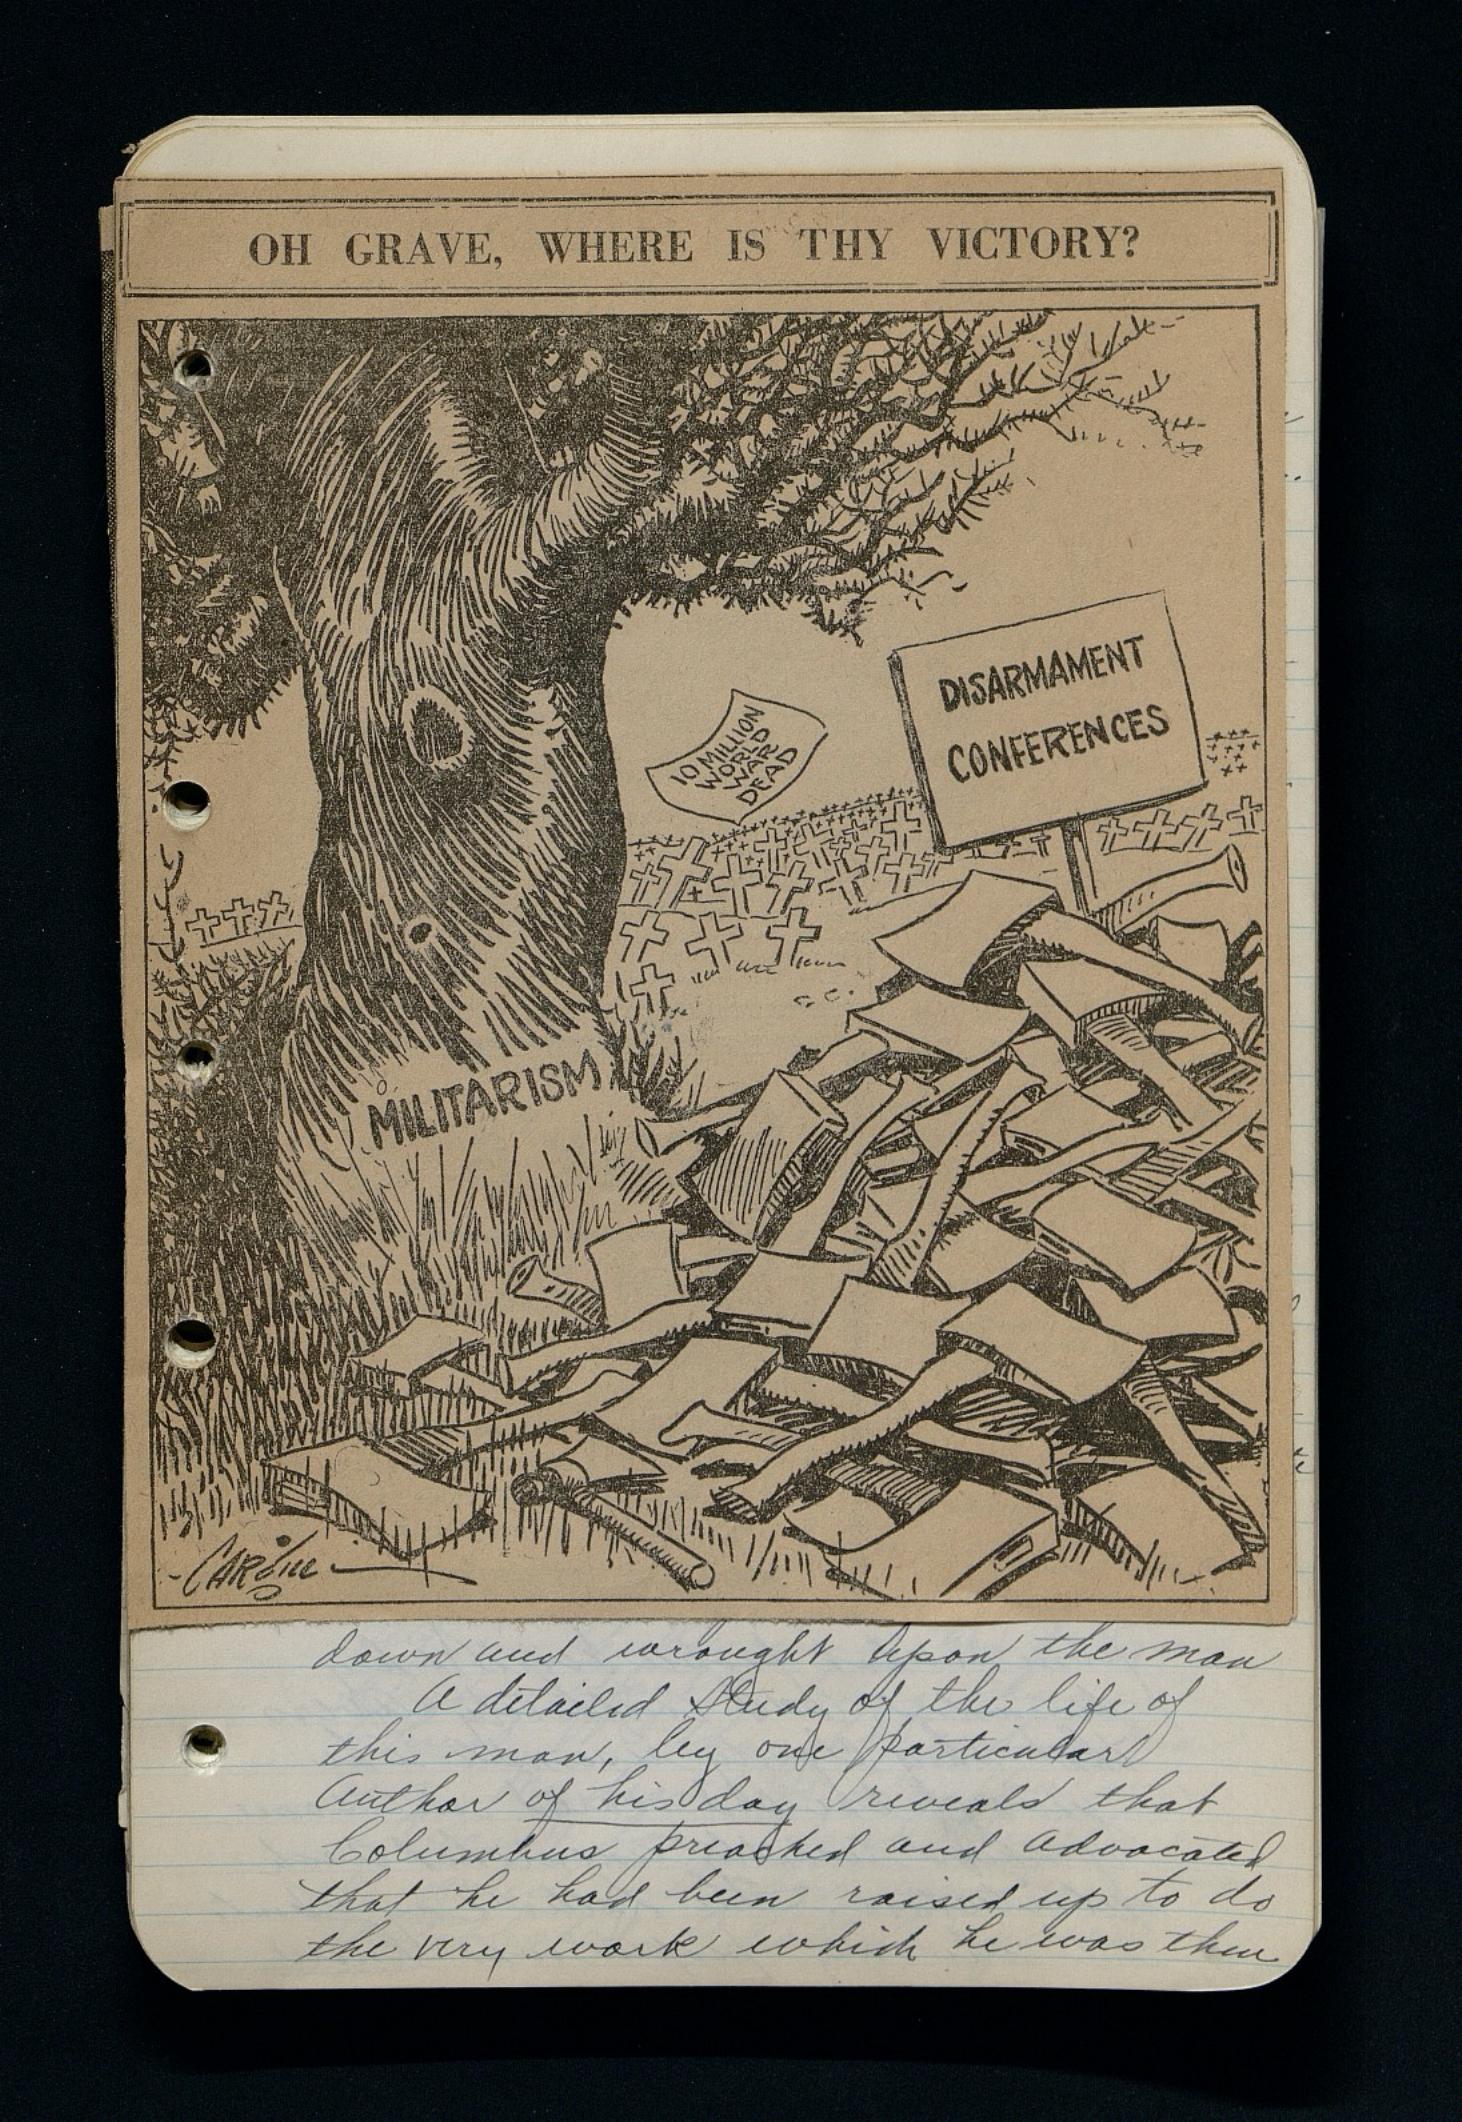 OH GRAVE, WHERE IS THY VICTORY?
DISARMAMENT
CONFERENCES
10 MILLION
WORLD
WAR
DEAD
MILITARISM
down and wrought upon the man
A detailed study of the life of
this man, by one particular
Author of his day reveals that
Columbus preached and advocated
that he had been raised up to do
the very work which he was then